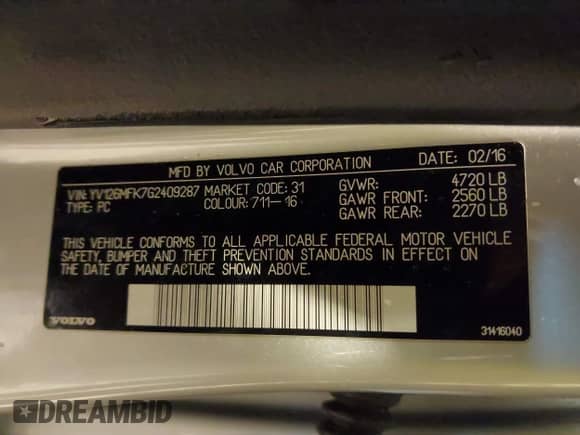 MFD BY VOLVO CAR CORPORATION DATE: 02/16
VIN: YV126MFK7G2409287 MARKET CODE: 31 GVWR: 4720 LB
TYPE: PC COLOUR: 711-16 GAWR FRONT: 2560 LB
GAWR REAR: 2270 LB
THIS VEHICLE CONFORMS TO ALL APPLICABLE FEDERAL MOTOR VEHICLE
SAFETY, BUMPER AND THEFT PREVENTION STANDARDS IN EFFECT ON
THE DATE OF MANUFACTURE SHOWN ABOVE.
VOLVO 31416040
DREAMBID